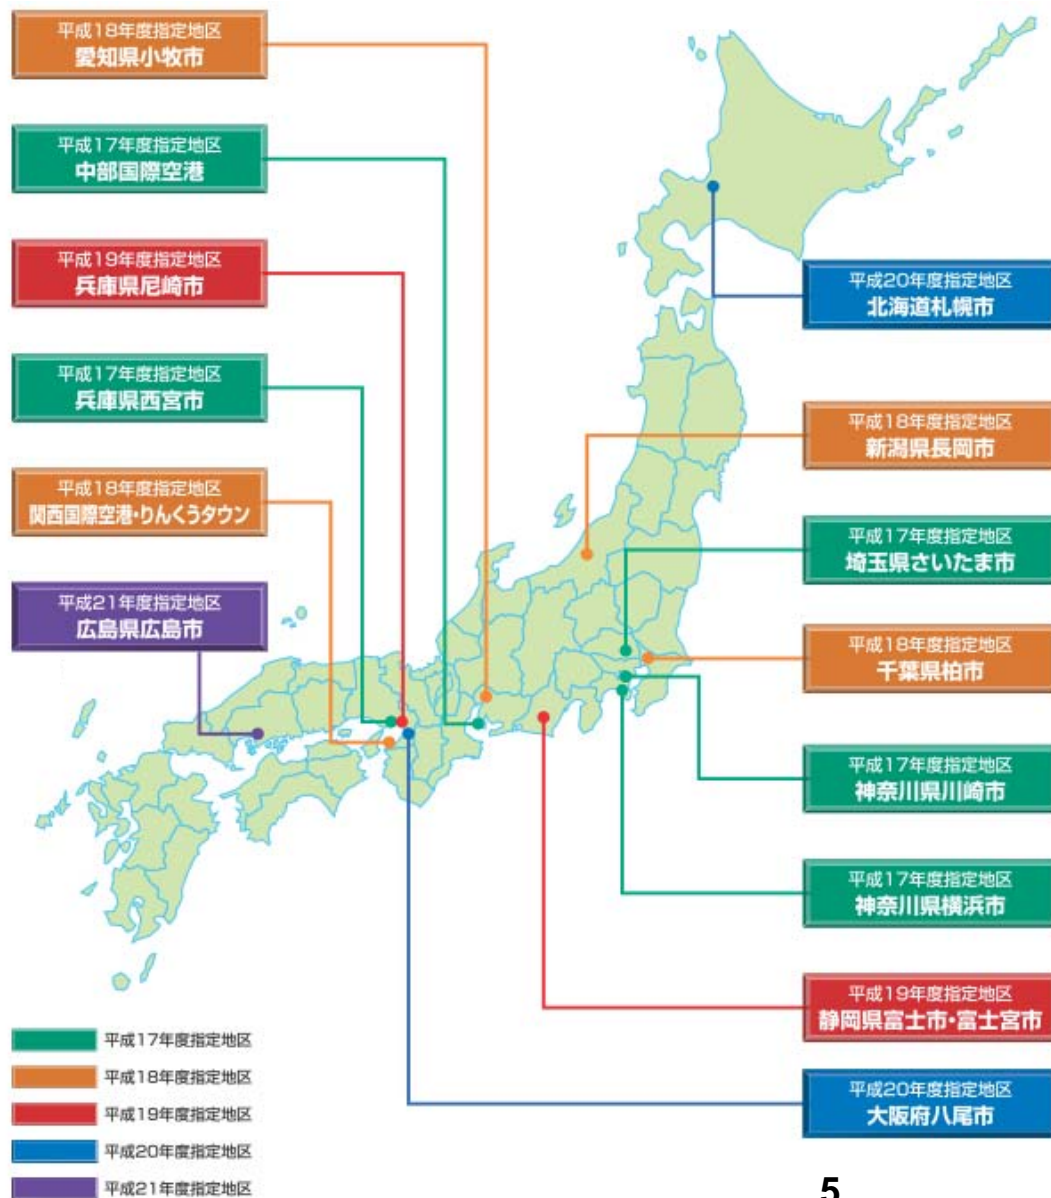 平成18年度指定地区
愛知県小牧市
平成17年度指定地区
中部国際空港
平成19年度指定地区
兵庫県尼崎市
平成17年度指定地区
兵庫県西宮市
平成18年度指定地区
関西国際空港・りんくうタウン
平成21年度指定地区
広島県広島市
平成20年度指定地区
北海道札幌市
平成18年度指定地区
新潟県長岡市
平成17年度指定地区
埼玉県さいたま市
平成18年度指定地区
千葉県柏市
平成17年度指定地区
神奈川県川崎市
平成17年度指定地区
神奈川県横浜市
平成19年度指定地区
静岡県富士市・富士宮市
平成20年度指定地区
大阪府八尾市
平成17年度指定地区
平成18年度指定地区
平成19年度指定地区
平成20年度指定地区
平成21年度指定地区
5